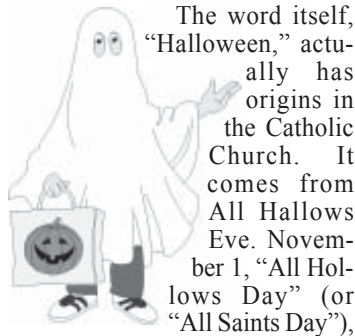 The word itself,
“Halloween,” actu-
ally has
origins in
the Catholic
Church. It
comes from
All Hallows
Eve. Novem-
ber 1, “All Hol-
lows Day” (or
“All Saints Day”),